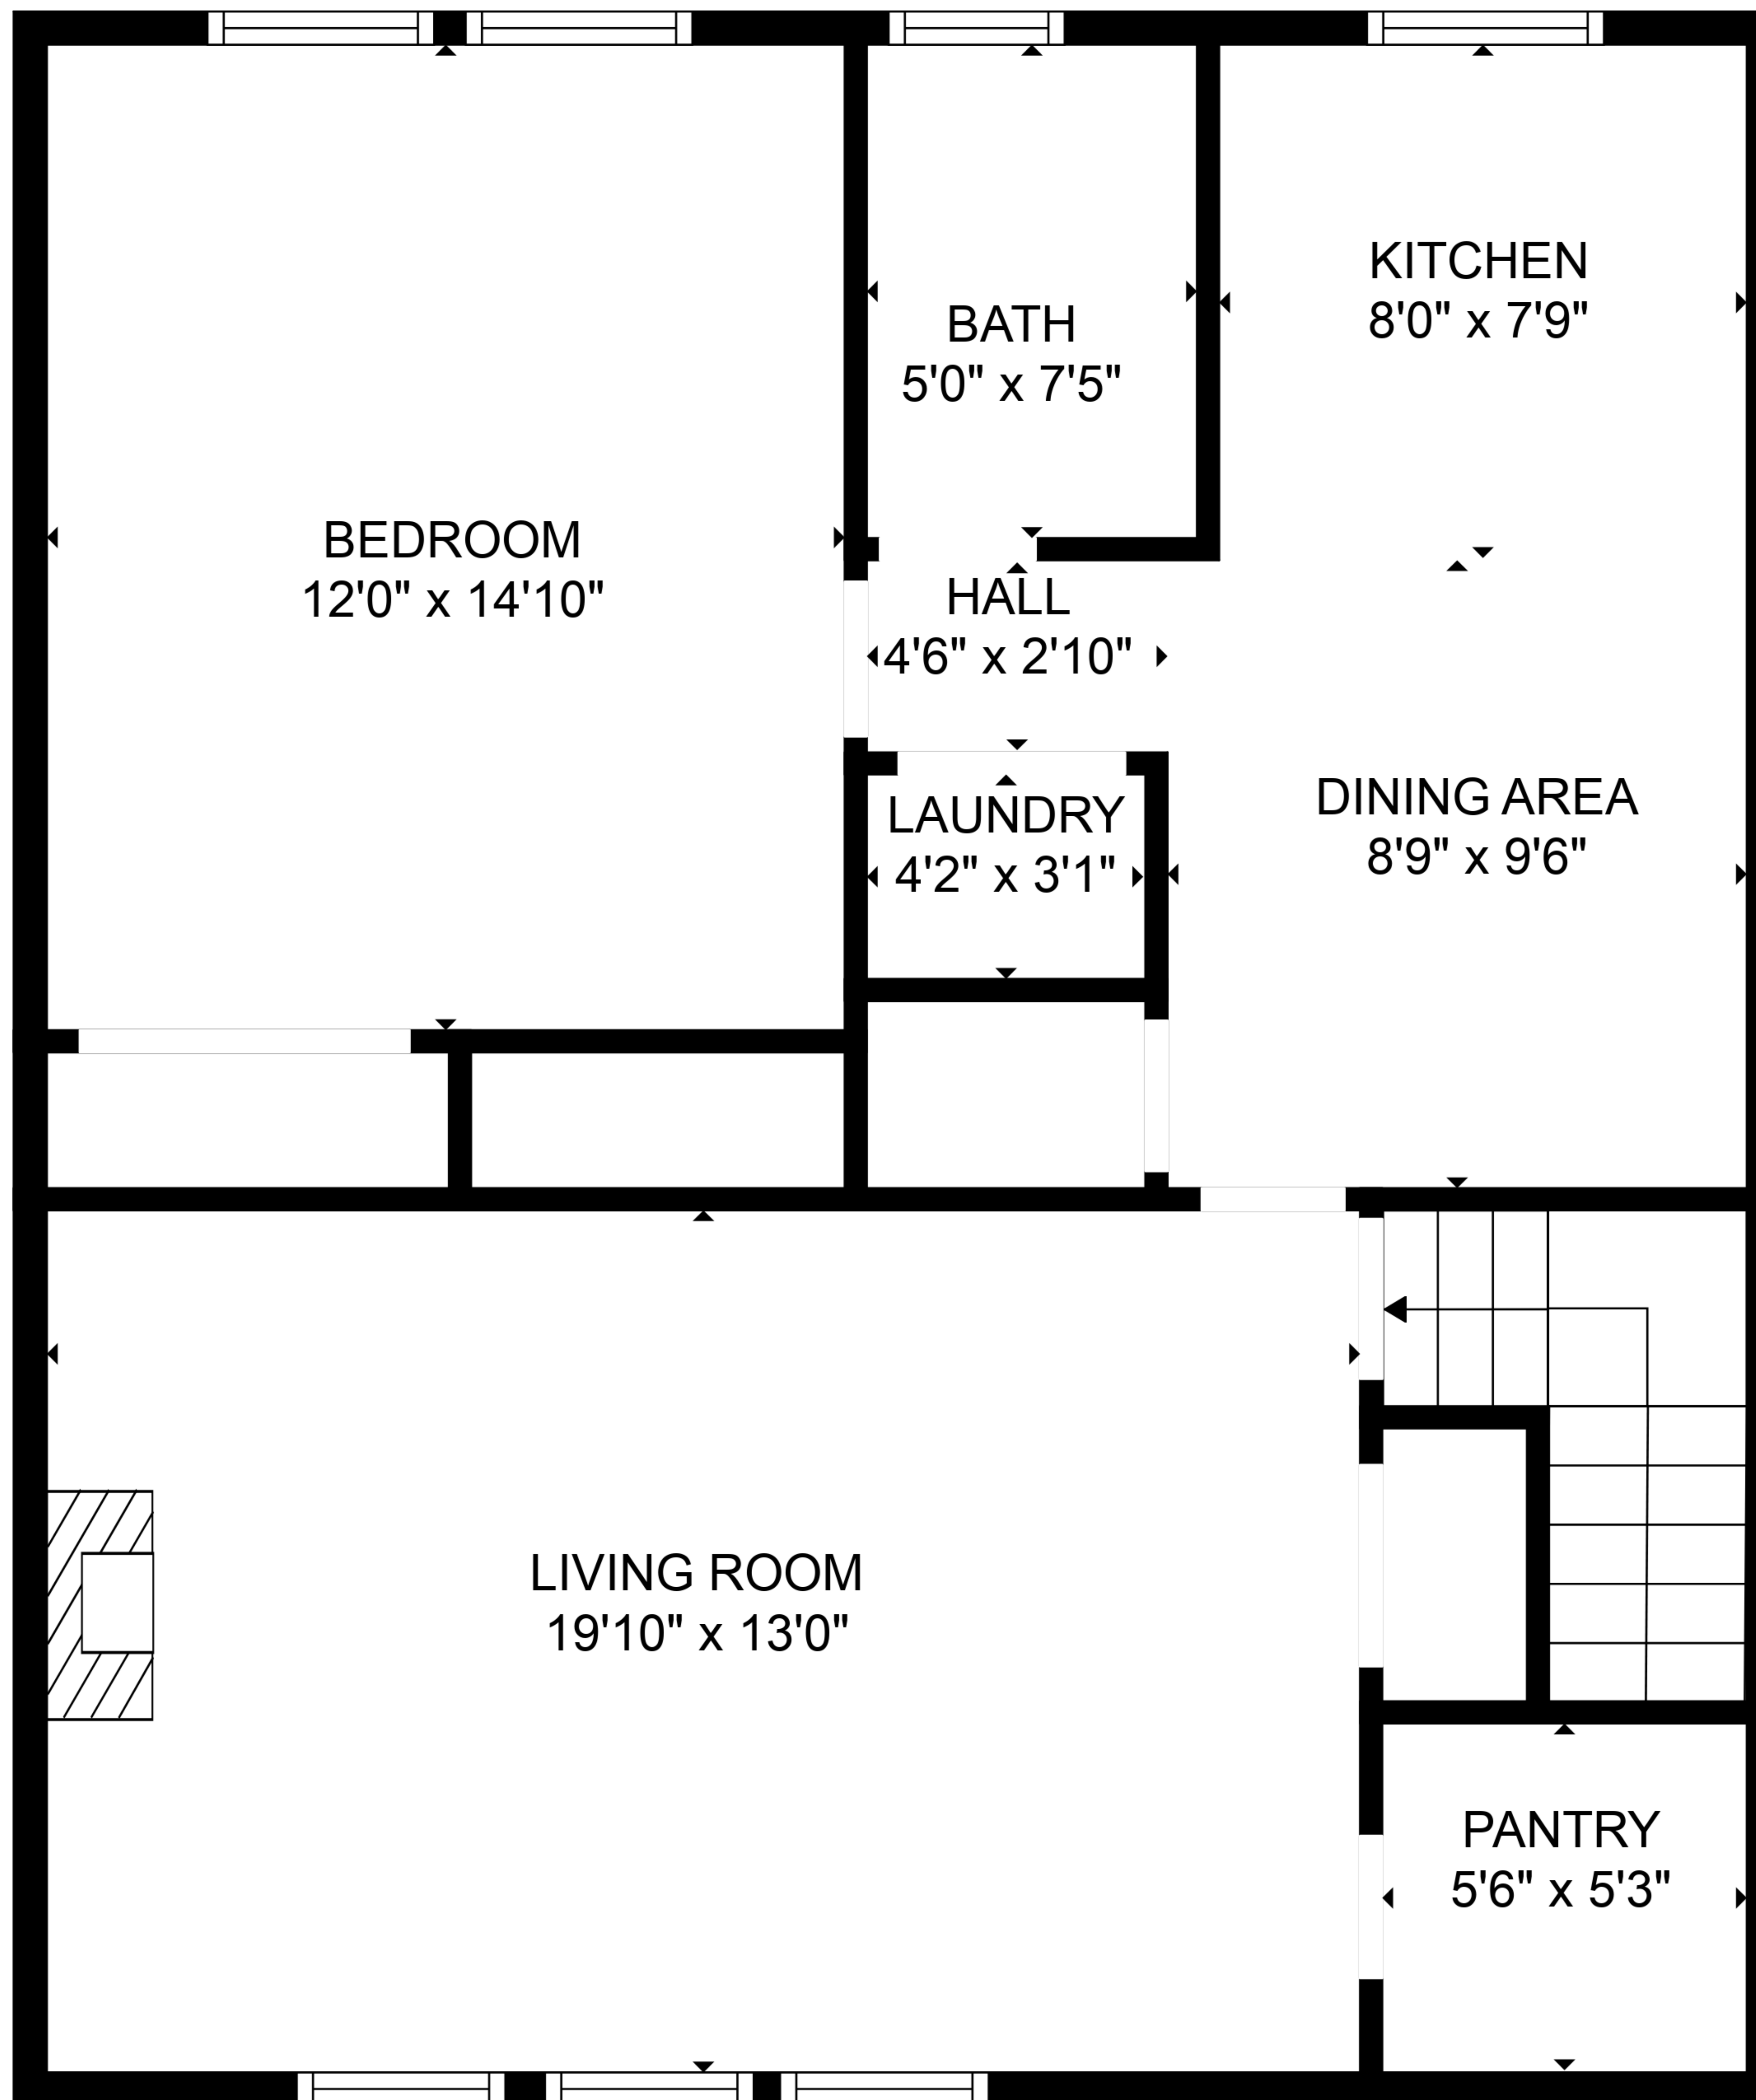 KITCHEN
8'0" x 7'9"
BATH
5'0" x 7'5"
BEDROOM
12'0" x 14'10"
HALL
4'6" x 2'10"
DINING AREA
8'9" x 9'6"
LAUNDRY
4'2" x 3'1"
LIVING ROOM
19'10" x 13'0"
PANTRY
5'6" x 5'3"